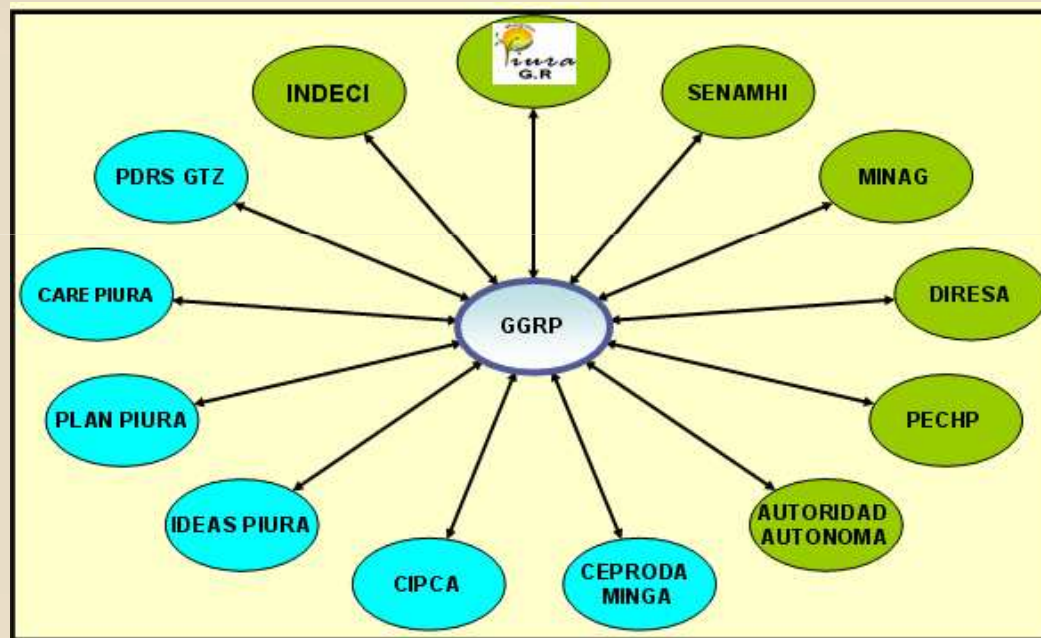 Piura
G.R
INDECI
SENAMHI
PDRS GTZ
MINAG
CARE PIURA
DIRESA
GGRP
PLAN PIURA
PECHP
IDEAS PIURA
AUTORIDAD
AUTONOMA
CIPCA
CEPRODA
MINGA